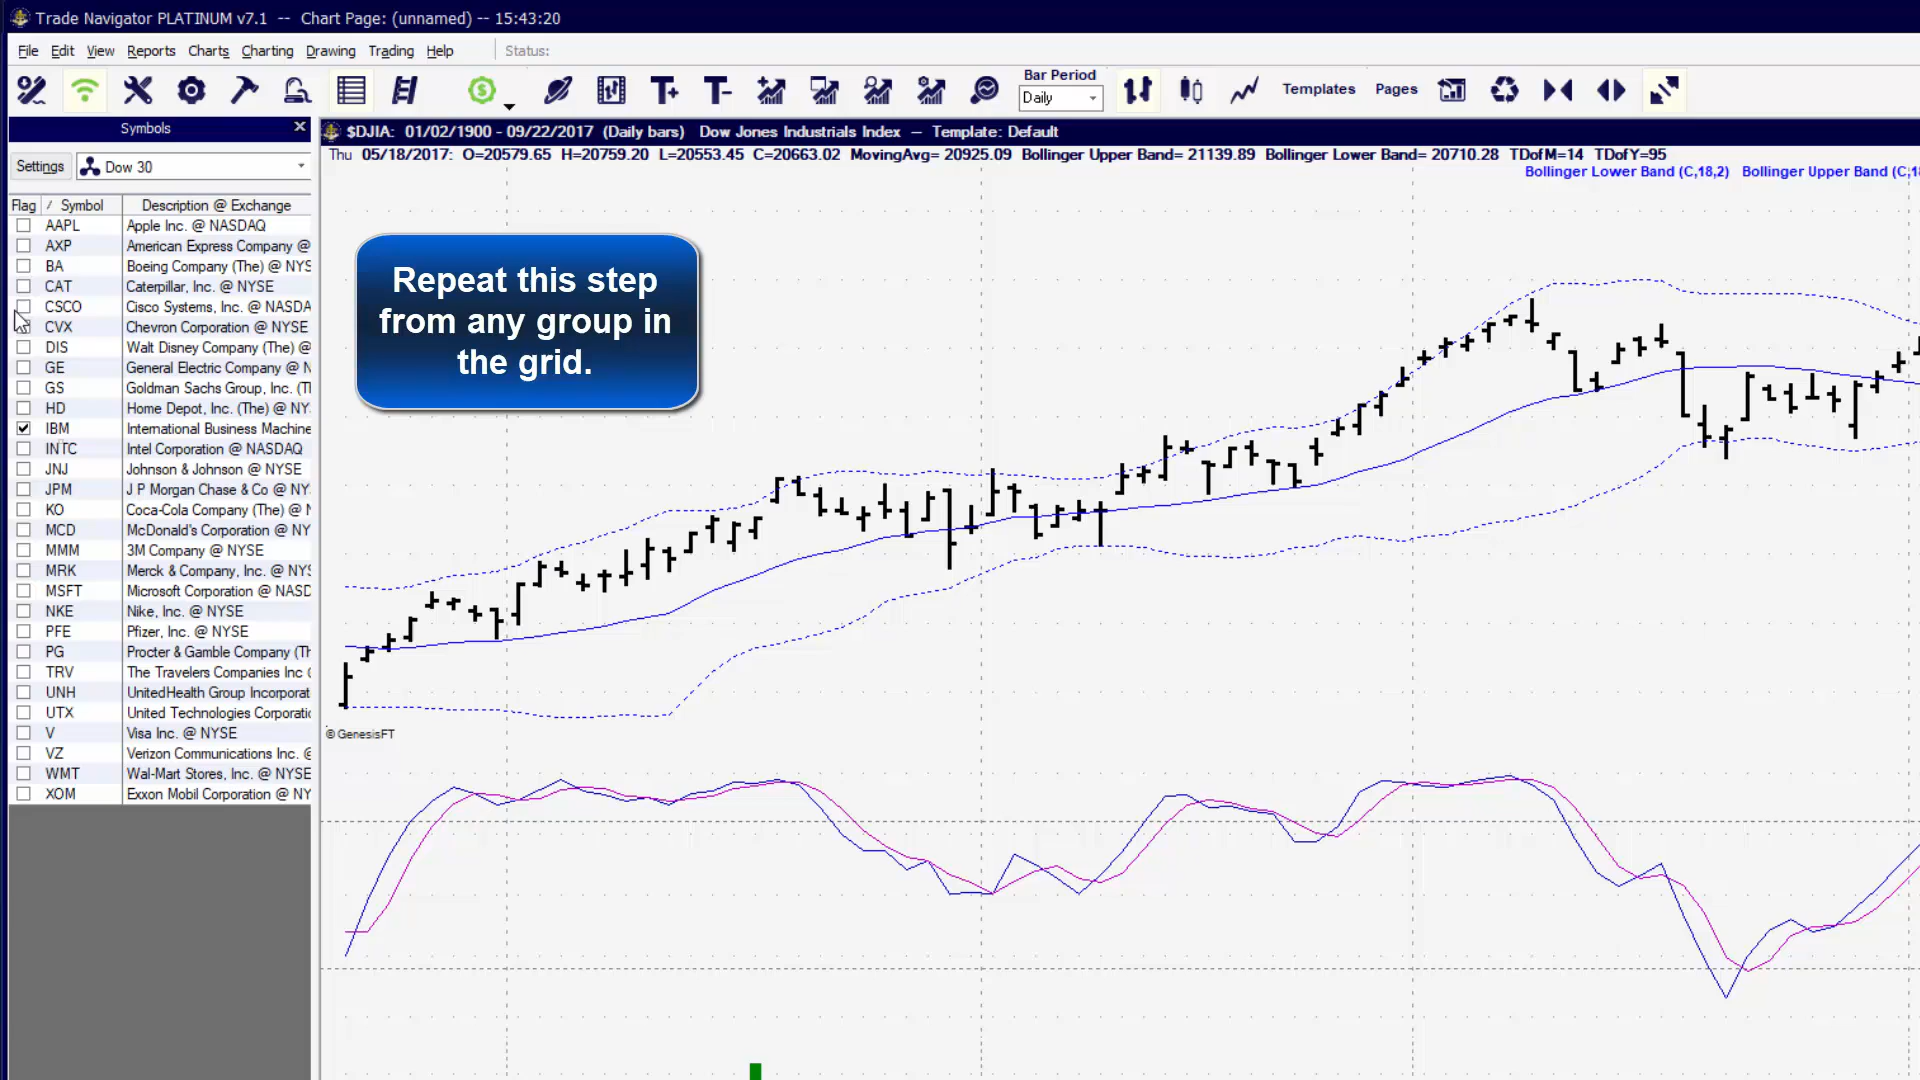 Trade Navigator PLATINUM v7.1 -- Chart Page: (unnamed) -- 15:43:20
File Edit View Reports Charts Charting Drawing Trading Help Status:
Bar Period
Daily
Templates Pages
Symbols
$DJIA: 01/02/1900 - 09/22/2017 (Daily bars) Dow Jones Industrials Index — Template: Default
Thu 05/18/2017: O=20579.65 H=20759.20 L=20553.45 C=20663.02 MovingAvg= 20925.09 Bollinger Upper Band= 21139.89 Bollinger Lower Band= 20710.28 TDofM=14 TDofY=95
Bollinger Lower Band (C,18,2) Bollinger Upper Band (C,18
Settings Dow 30
Flag / Symbol Description @ Exchange
AAPL Apple Inc. @ NASDAQ
AXP American Express Company @
BA Boeing Company (The) @ NYS
CAT Caterpillar, Inc. @ NYSE
CSCO Cisco Systems, Inc. @ NASDA
CVX Chevron Corporation @ NYSE
DIS Walt Disney Company (The) @
GE General Electric Company @ N
GS Goldman Sachs Group, Inc. (T
HD Home Depot, Inc. (The) @ NY
IBM International Business Machine
INTC Intel Corporation @ NASDAQ
JNJ Johnson & Johnson @ NYSE
JPM J P Morgan Chase & Co @ NY
KO Coca-Cola Company (The) @ N
MCD McDonald's Corporation @ NY
MMM 3M Company @ NYSE
MRK Merck & Company, Inc. @ NYS
MSFT Microsoft Corporation @ NASD
NKE Nike, Inc. @ NYSE
PFE Pfizer, Inc. @ NYSE
PG Procter & Gamble Company (Th
TRV The Travelers Companies Inc @
UNH UnitedHealth Group Incorporat
UTX United Technologies Corporatio
V Visa Inc. @ NYSE
VZ Verizon Communications Inc. @
WMT Wal-Mart Stores, Inc. @ NYSE
XOM Exxon Mobil Corporation @ NY
Repeat this step
from any group in
the grid.
© GenesisFT